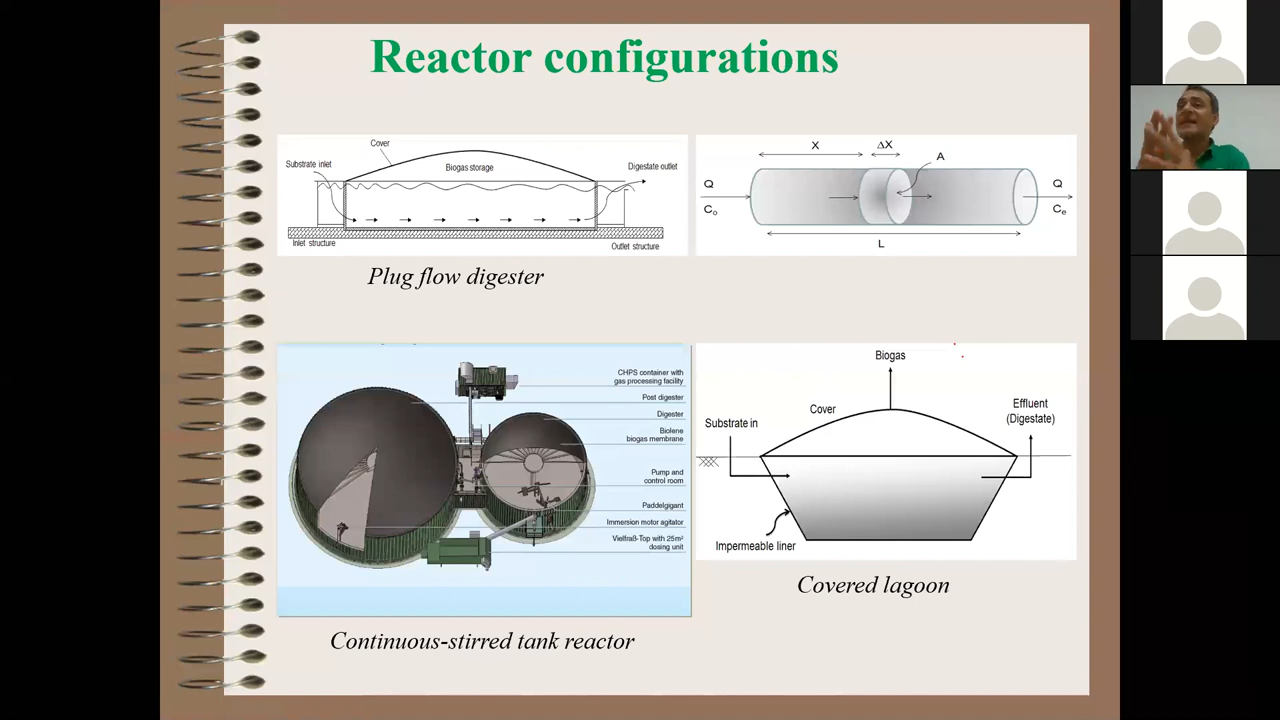 Reactor configurations
Cover
Substrate inlet
Biogas storage
Digestate outlet
Inlet structure
Outlet structure
Plug flow digester
X
ΔX
A
Q
Co
Q
Ce
L
CHPS container with
gas processing facility
Post digester
Digester
Biolene
biogas membrane
Pump and
control room
Paddelgigant
Immersion motor agitator
Vielfraß-Top with 25m²
dosing unit
Continuous-stirred tank reactor
Biogas
Cover
Substrate in
Effluent
(Digestate)
Impermeable liner
Covered lagoon